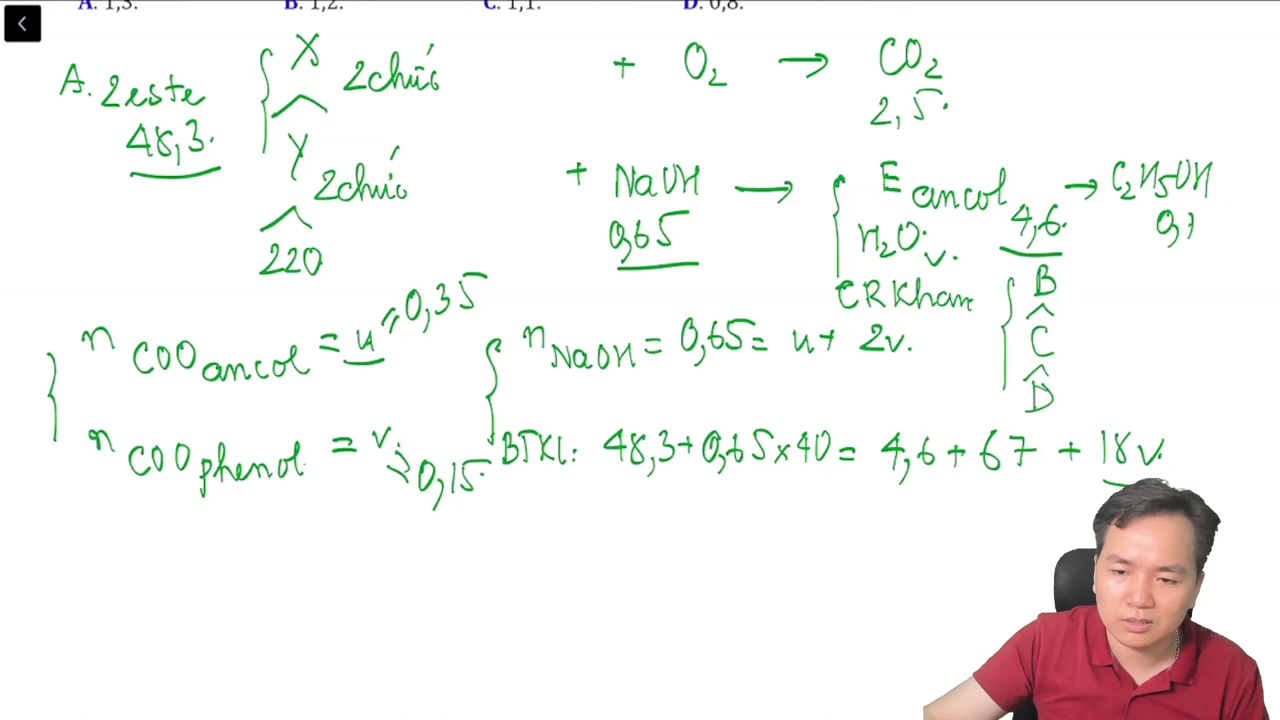 A. 1,3. B. 1,2. C. 1,1. D. 0,8.
A. 2este X 2chức + O2 → CO2
48,3. 2,5.
Y 2chức + NaOH → E ancol 4,6. → C2H5OH
220 0,65 H2O: v. 0,1
CR Khan B
C
D
n COO ancol = u = 0,35 n NaOH = 0,65 = u + 2v.
n COO phenol = v = 0,15. BTKL: 48,3 + 0,65 x 40 = 4,6 + 67 + 18v.